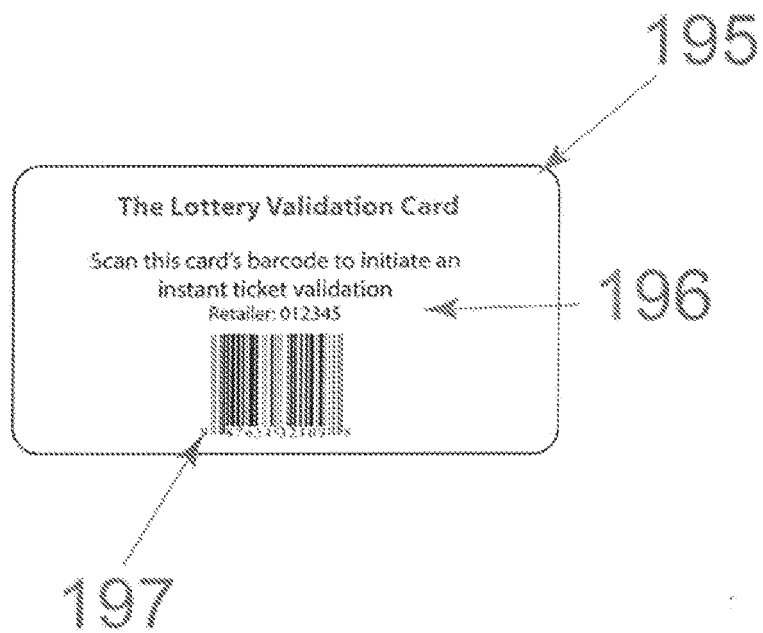 195
The Lottery Validation Card
Scan this card's barcode to initiate an
instant ticket validation
Retailer: 012345
196
197